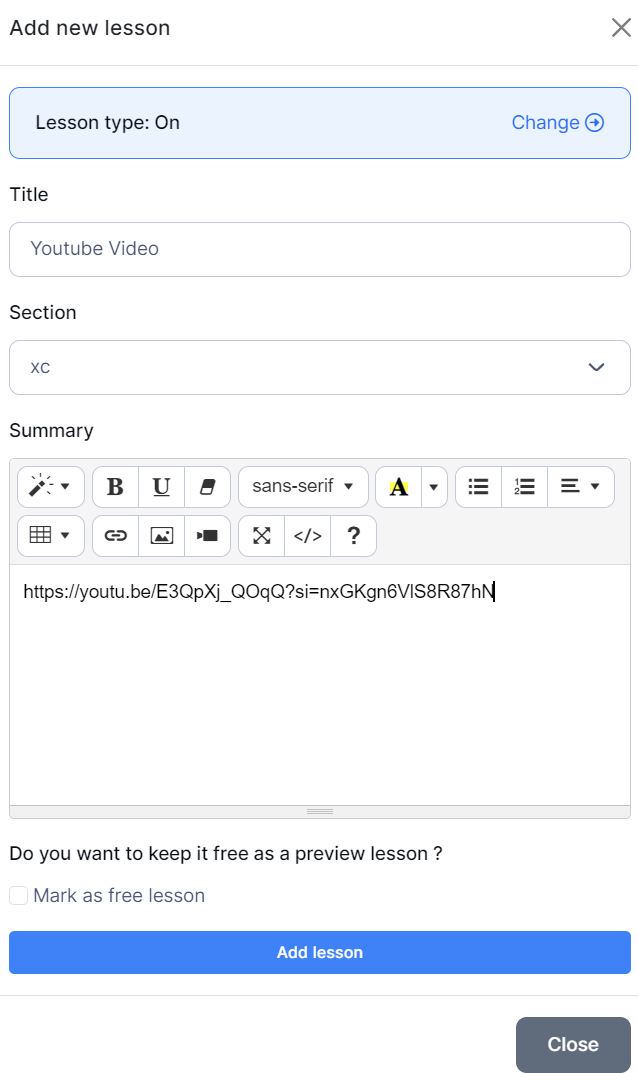 Add new lesson
Lesson type: On
Change
Title
Youtube Video
Section
xc
Summary
B U sans-serif A
</> ?
https://youtu.be/E3QpXj_QOqQ?si=nxGKgn6VlS8R87hN
Do you want to keep it free as a preview lesson ?
Mark as free lesson
Add lesson
Close